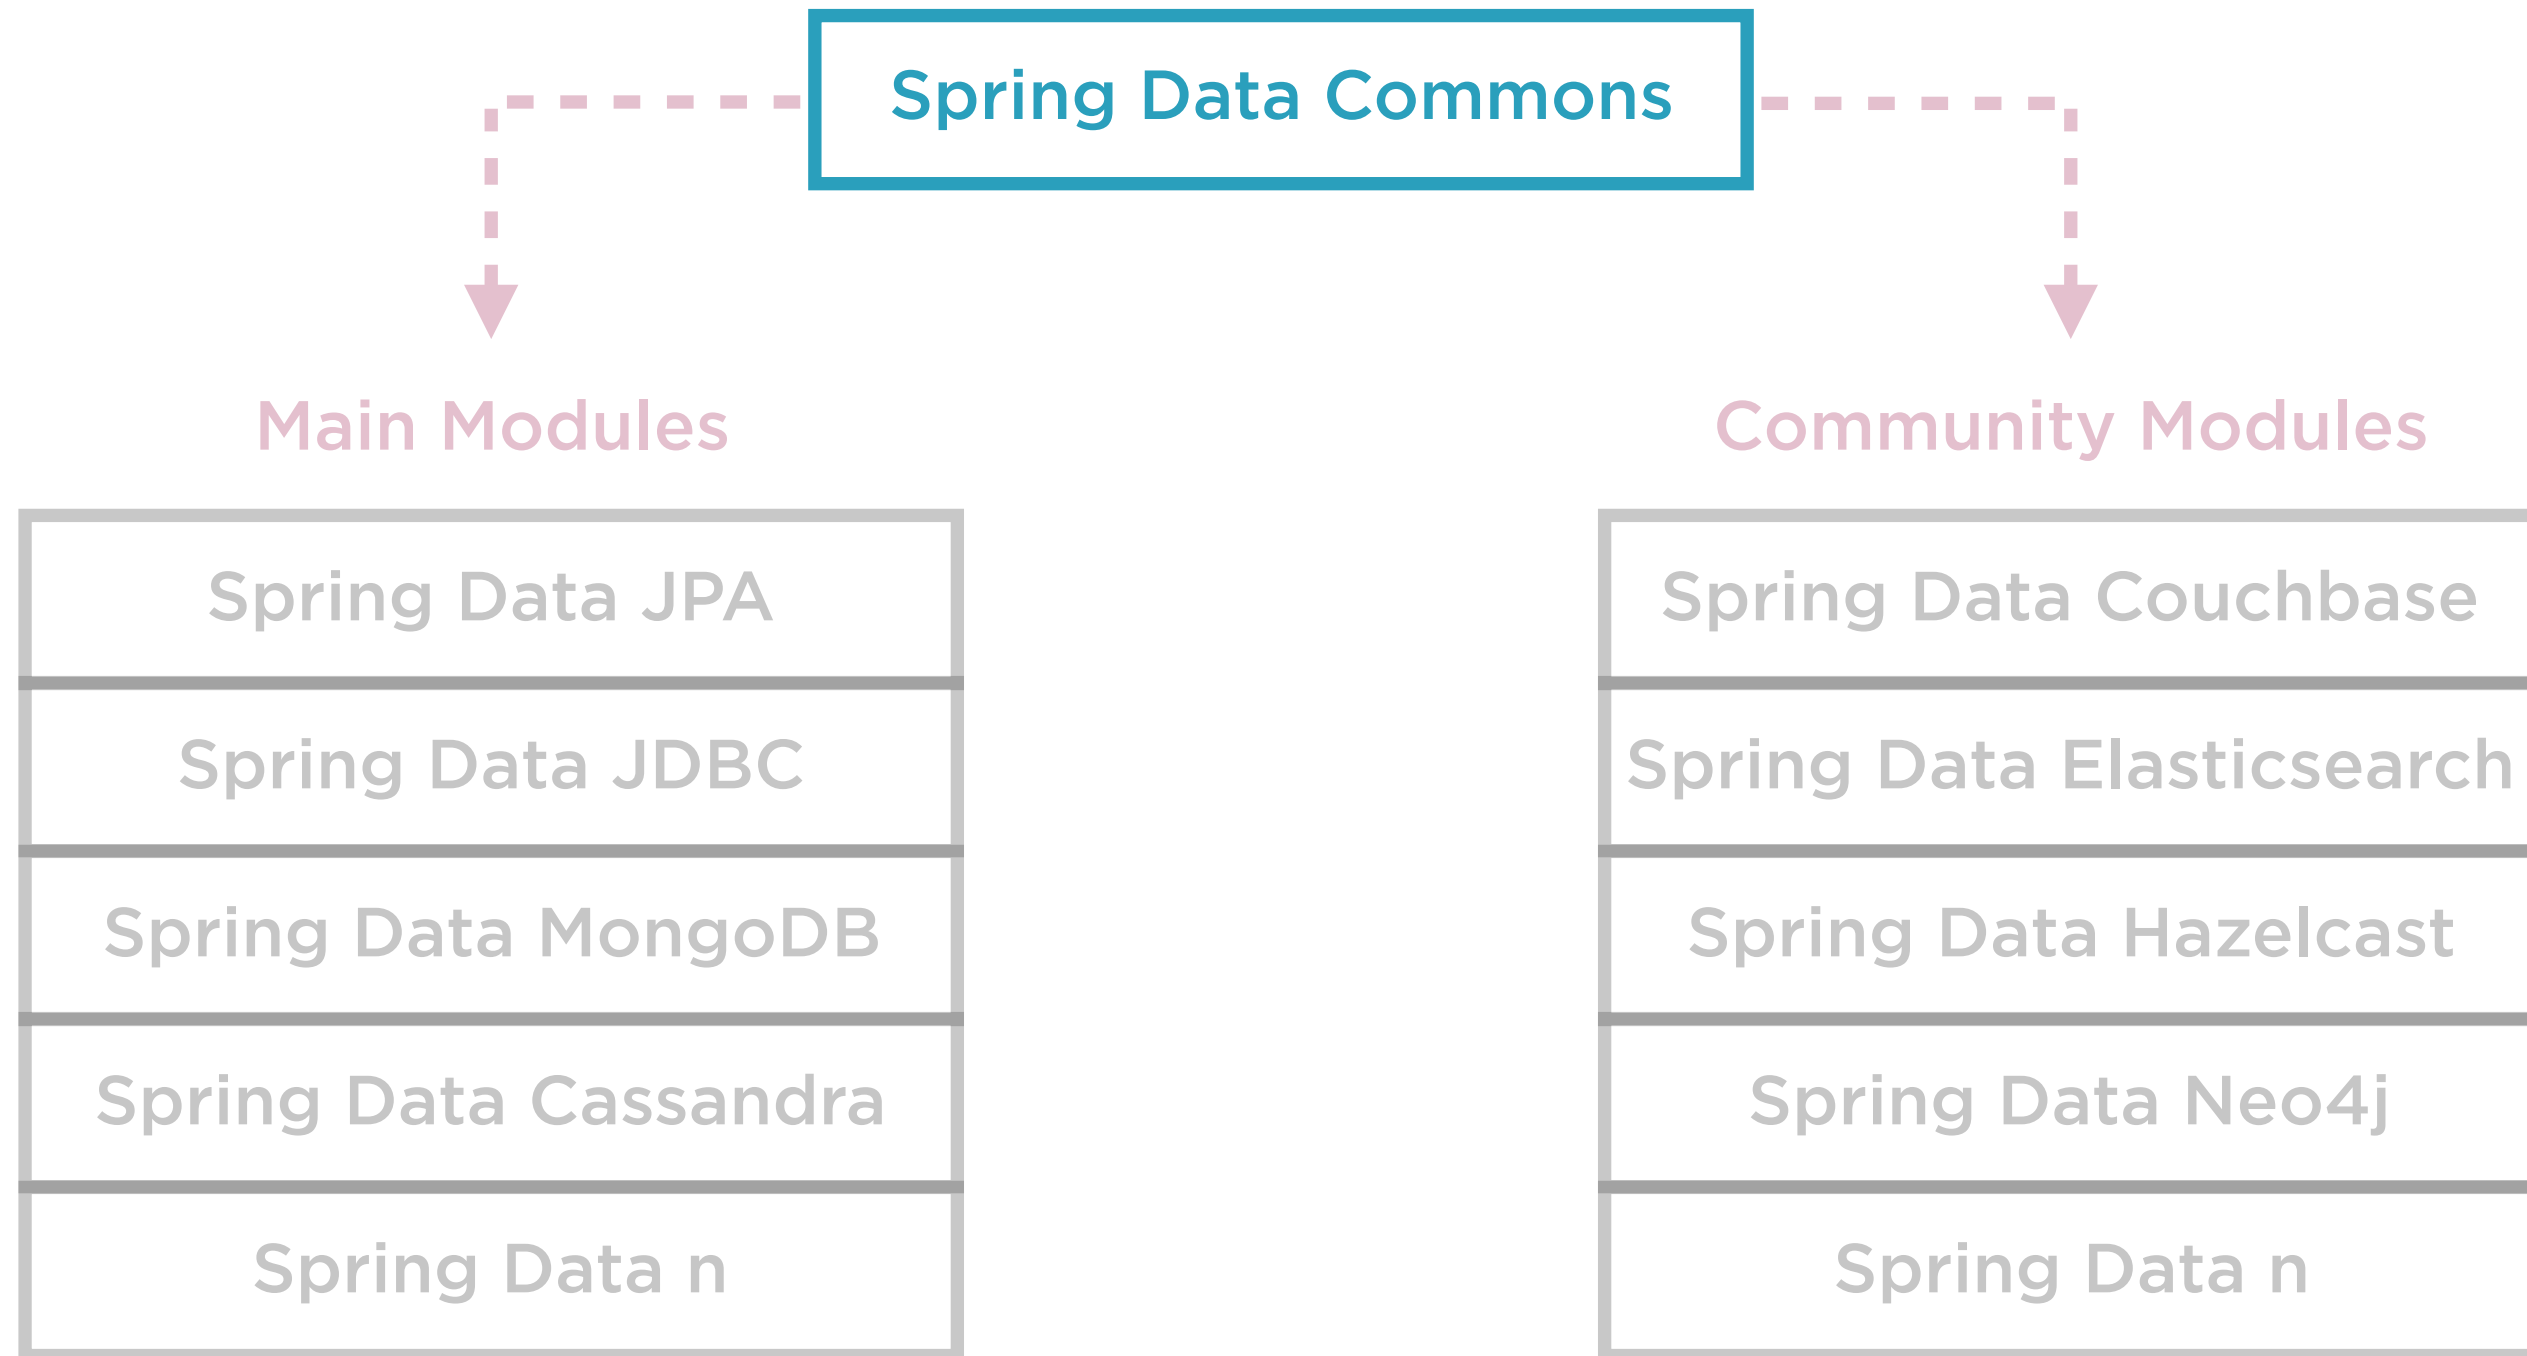 Spring Data Commons
Main Modules
Spring Data JPA
Spring Data JDBC
Spring Data MongoDB
Spring Data Cassandra
Spring Data n
Community Modules
Spring Data Couchbase
Spring Data Elasticsearch
Spring Data Hazelcast
Spring Data Neo4j
Spring Data n